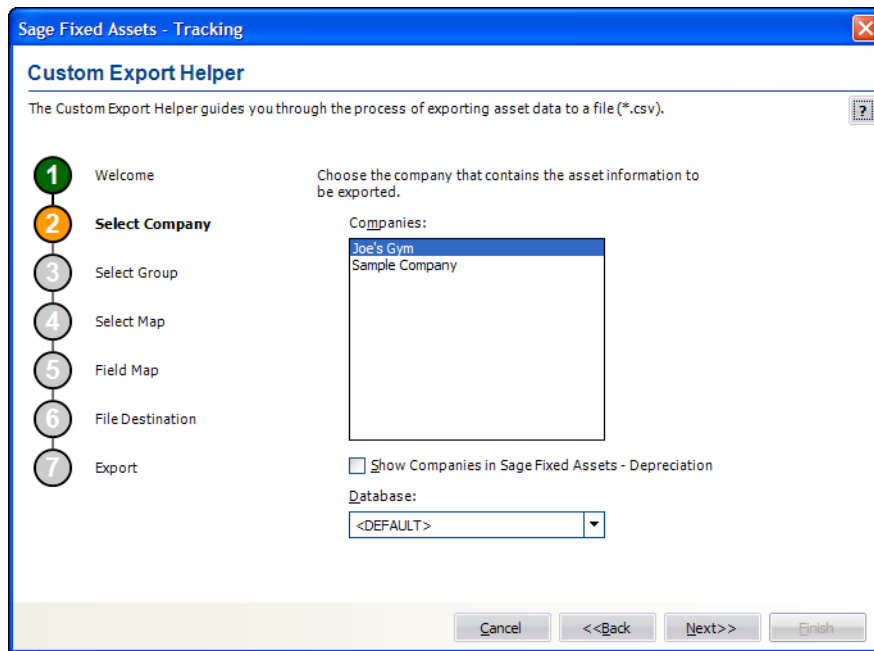 Sage Fixed Assets - Tracking
Custom Export Helper
The Custom Export Helper guides you through the process of exporting asset data to a file (*.csv).
?
1 Welcome
2 Select Company
3 Select Group
4 Select Map
5 Field Map
6 File Destination
7 Export
Choose the company that contains the asset information to
be exported.
Companies:
Joe's Gym
Sample Company
Show Companies in Sage Fixed Assets - Depreciation
Database:
<DEFAULT>
Cancel
<<Back
Next>>
Finish